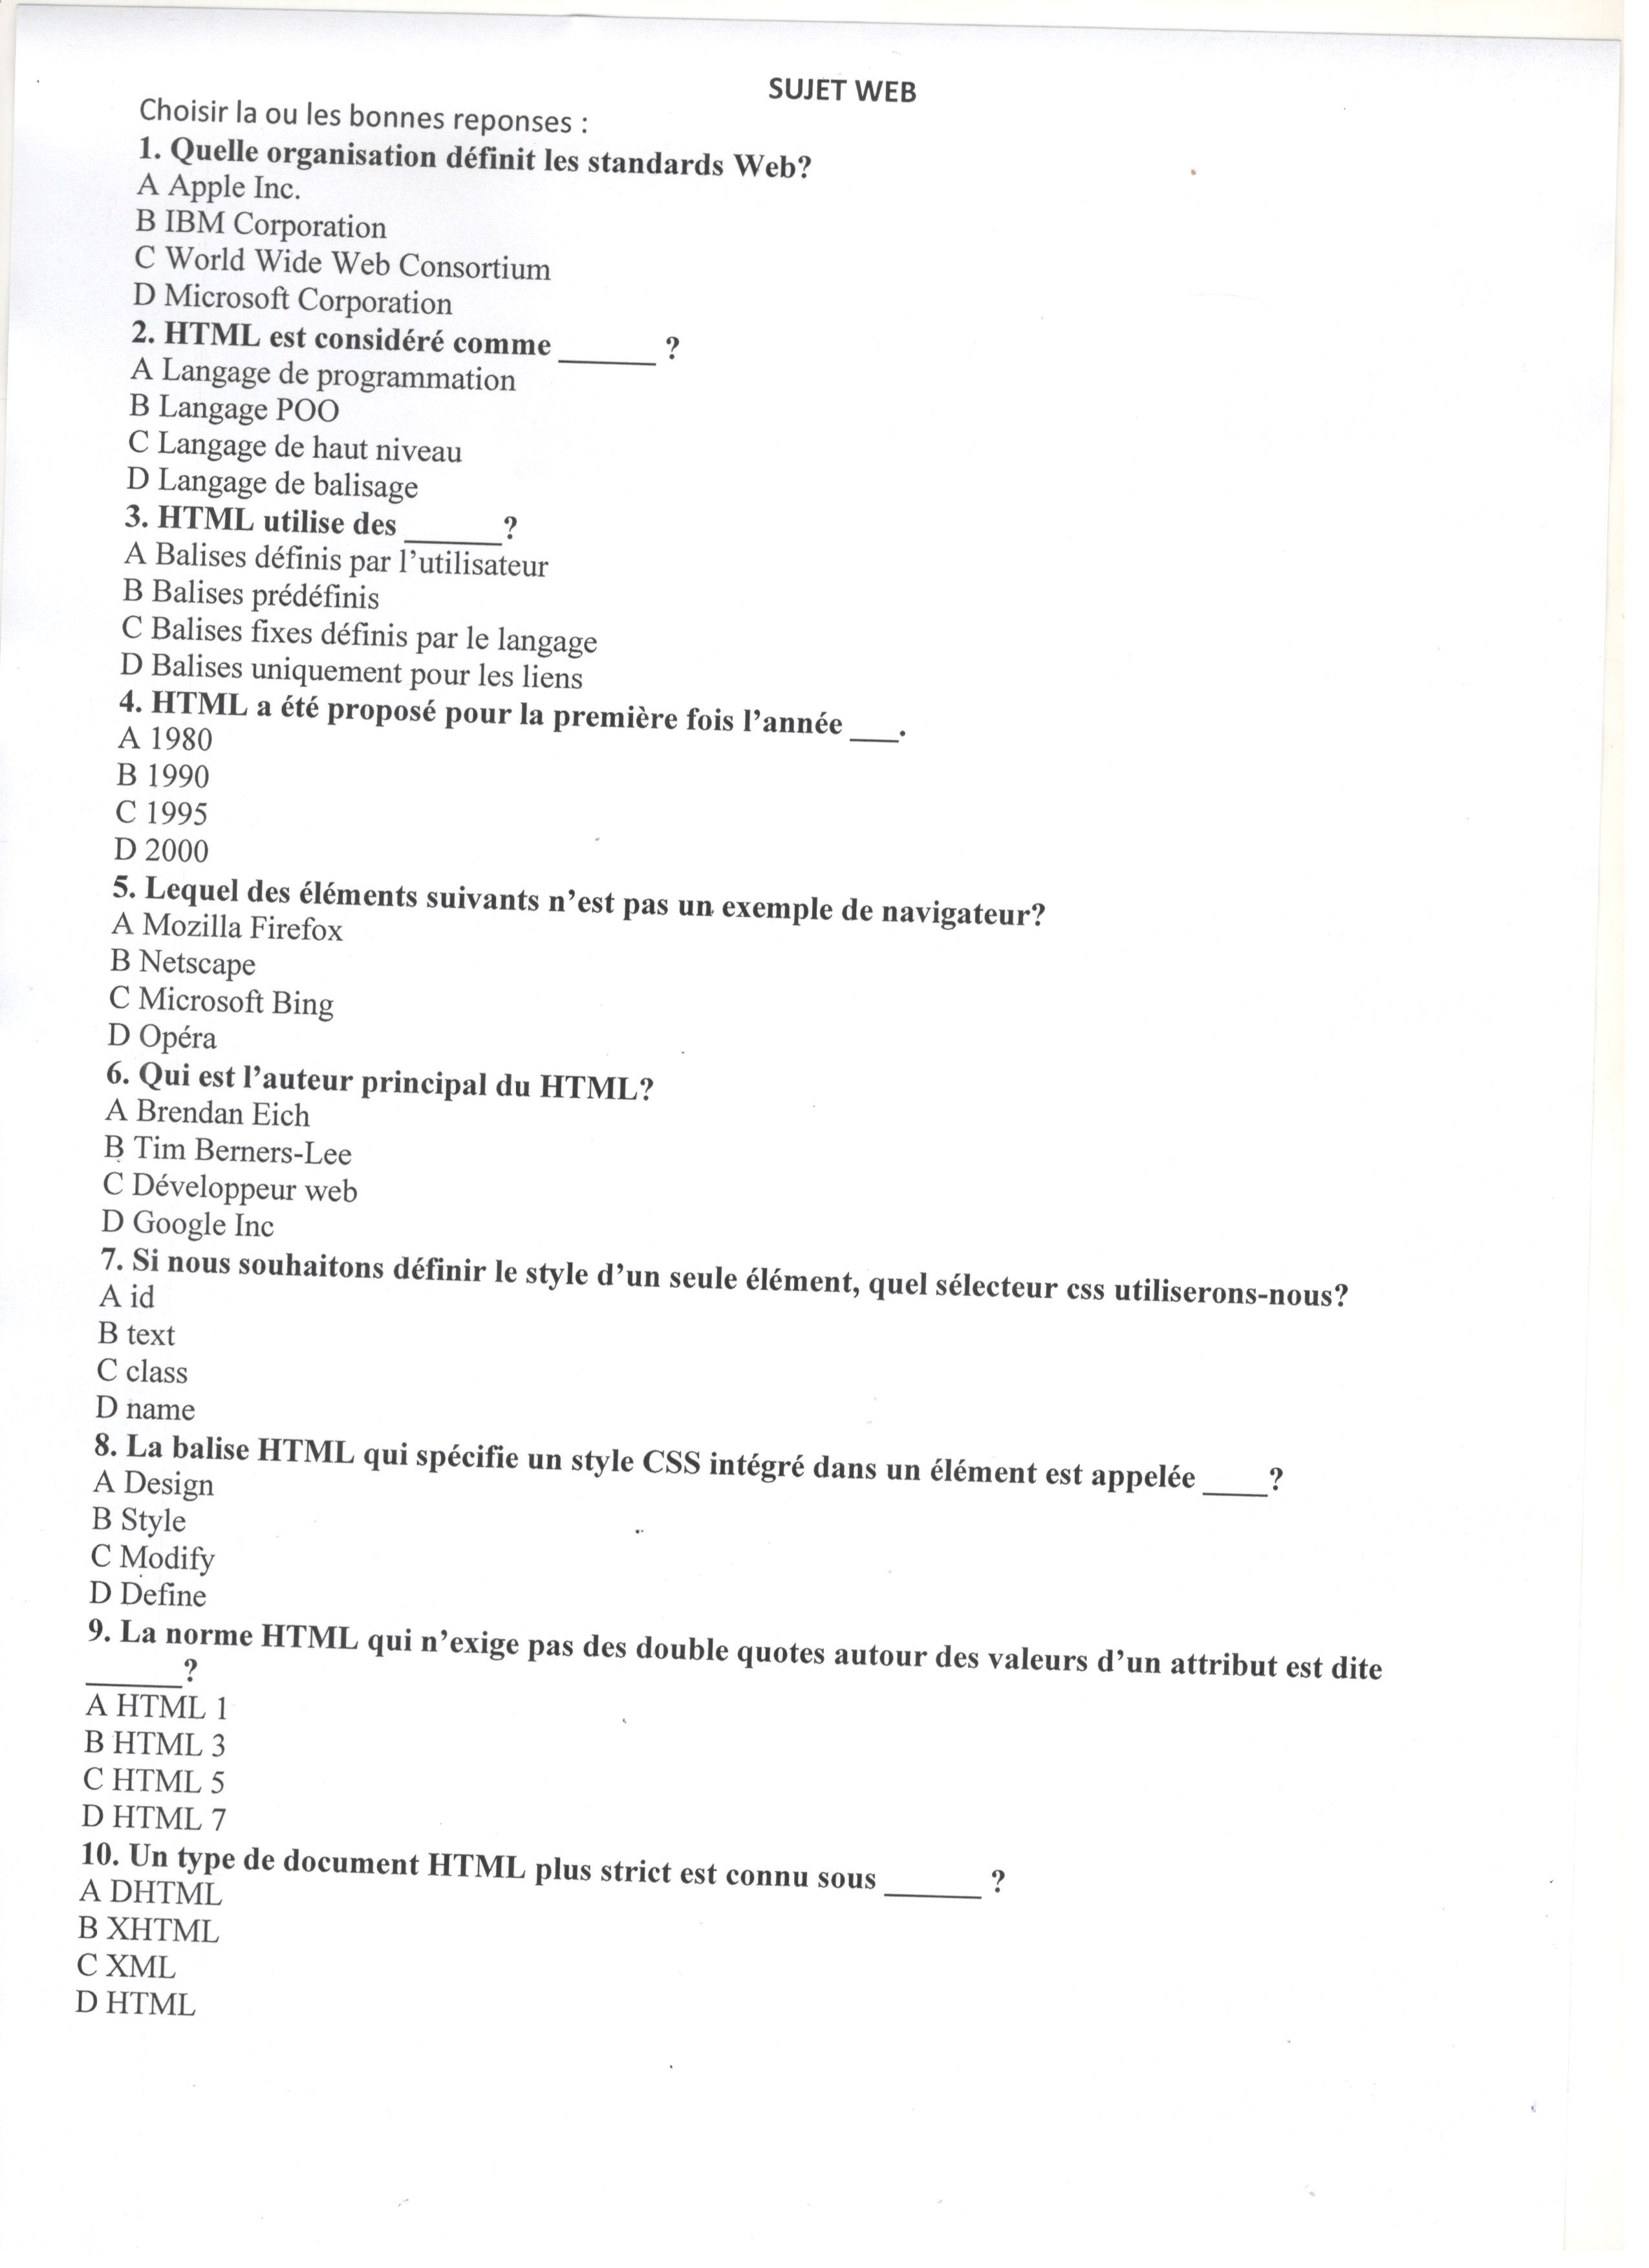 SUJET WEB
Choisir la ou les bonnes reponses :
1. Quelle organisation définit les standards Web?
A Apple Inc.
B IBM Corporation
C World Wide Web Consortium
D Microsoft Corporation
2. HTML est considéré comme ______ ?
A Langage de programmation
B Langage POO
C Langage de haut niveau
D Langage de balisage
3. HTML utilise des ______?
A Balises définis par l’utilisateur
B Balises prédéfinis
C Balises fixes définis par le langage
D Balises uniquement pour les liens
4. HTML a été proposé pour la première fois l’année ___.
A 1980
B 1990
C 1995
D 2000
5. Lequel des éléments suivants n’est pas un exemple de navigateur?
A Mozilla Firefox
B Netscape
C Microsoft Bing
D Opéra
6. Qui est l’auteur principal du HTML?
A Brendan Eich
B Tim Berners-Lee
C Développeur web
D Google Inc
7. Si nous souhaitons définir le style d’un seule élément, quel sélecteur css utiliserons-nous?
A id
B text
C class
D name
8. La balise HTML qui spécifie un style CSS intégré dans un élément est appelée ____?
A Design
B Style
C Modify
D Define
9. La norme HTML qui n’exige pas des double quotes autour des valeurs d’un attribut est dite
______?
A HTML 1
B HTML 3
C HTML 5
D HTML 7
10. Un type de document HTML plus strict est connu sous ______ ?
A DHTML
B XHTML
C XML
D HTML